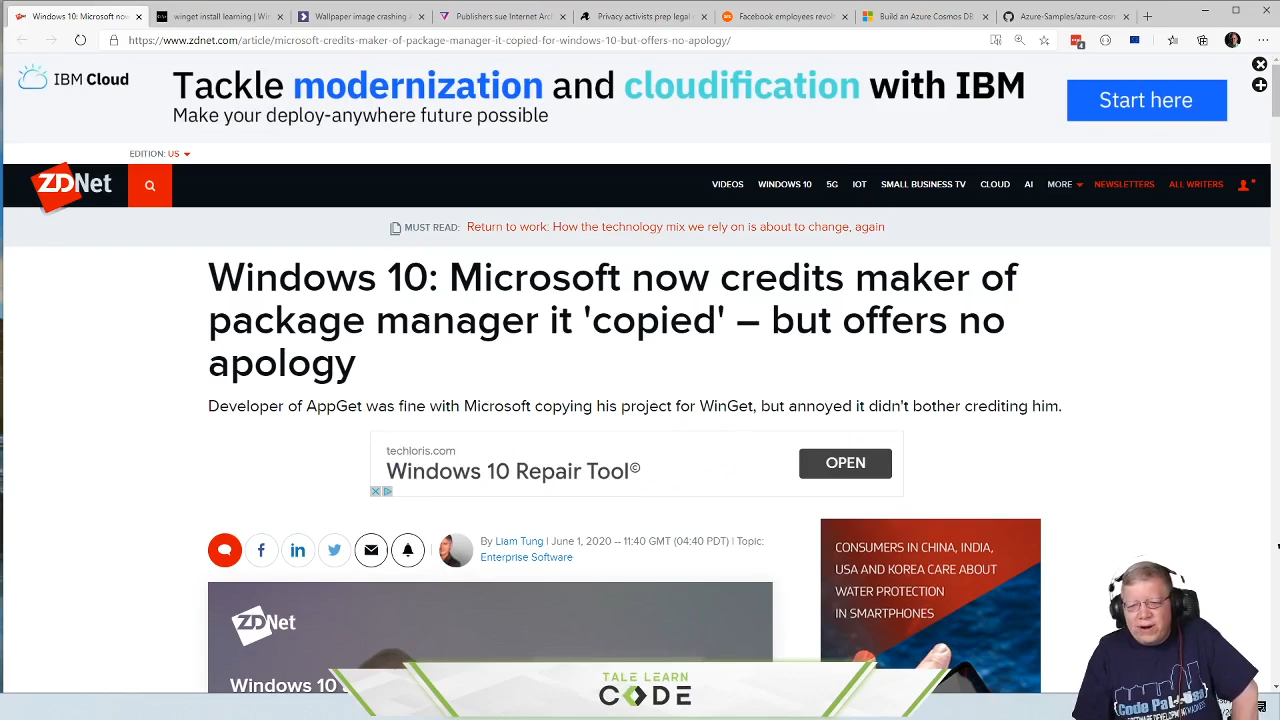 Windows 10: Microsoft no
winget install learning
Wallpaper image crashing
Publishers sue Internet Arc
Privacy activists prep legal
Facebook employees revol
Build an Azure Cosmos DB
Azure-Samples/azure-cosm
https://www.zdnet.com/article/microsoft-credits-maker-of-package-manager-it-copied-for-windows-10-but-offers-no-apology/
IBM Cloud
Tackle modernization and cloudification with IBM
Make your deploy-anywhere future possible
Start here
EDITION: US
ZDNet
VIDEOS WINDOWS 10 5G IOT SMALL BUSINESS TV CLOUD AI MORE NEWSLETTERS ALL WRITERS
MUST READ: Return to work: How the technology mix we rely on is about to change, again
Windows 10: Microsoft now credits maker of
package manager it 'copied' – but offers no
apology
Developer of AppGet was fine with Microsoft copying his project for WinGet, but annoyed it didn't bother crediting him.
techloris.com
Windows 10 Repair Tool©
OPEN
By Liam Tung | June 1, 2020 -- 11:40 GMT (04:40 PDT) | Topic:
Enterprise Software
CONSUMERS IN CHINA, INDIA,
USA AND KOREA CARE ABOUT
WATER PROTECTION
IN SMARTPHONES
ZDNet
Windows 10
TALE LEARN
CODE
Code PaLOUsa